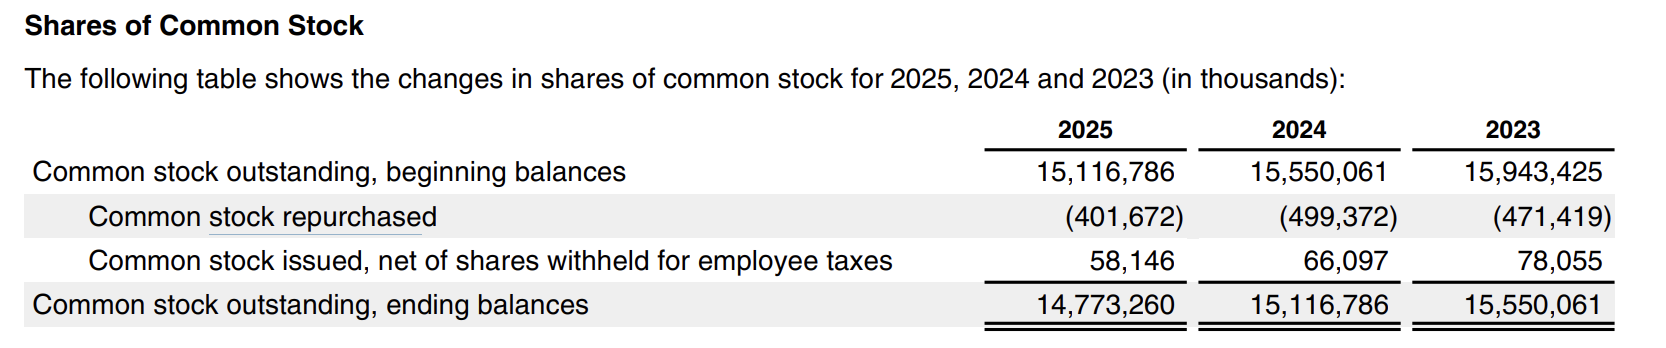 Shares of Common Stock
The following table shows the changes in shares of common stock for 2025, 2024 and 2023 (in thousands):
2025 2024 2023
Common stock outstanding, beginning balances 15,116,786 15,550,061 15,943,425
Common stock repurchased (401,672) (499,372) (471,419)
Common stock issued, net of shares withheld for employee taxes 58,146 66,097 78,055
Common stock outstanding, ending balances 14,773,260 15,116,786 15,550,061